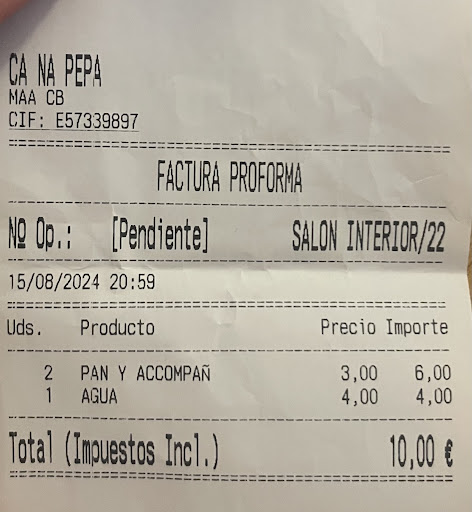 CA NA PEPA
MAA CB
CIF: E57339897
FACTURA PROFORMA
Nº Op.: [Pendiente] SALON INTERIOR/22
15/08/2024 20:59
Uds. Producto Precio Importe
2 PAN Y ACCOMPAÑ 3,00 6,00
1 AGUA 4,00 4,00
Total (Impuestos Incl.) 10,00 €